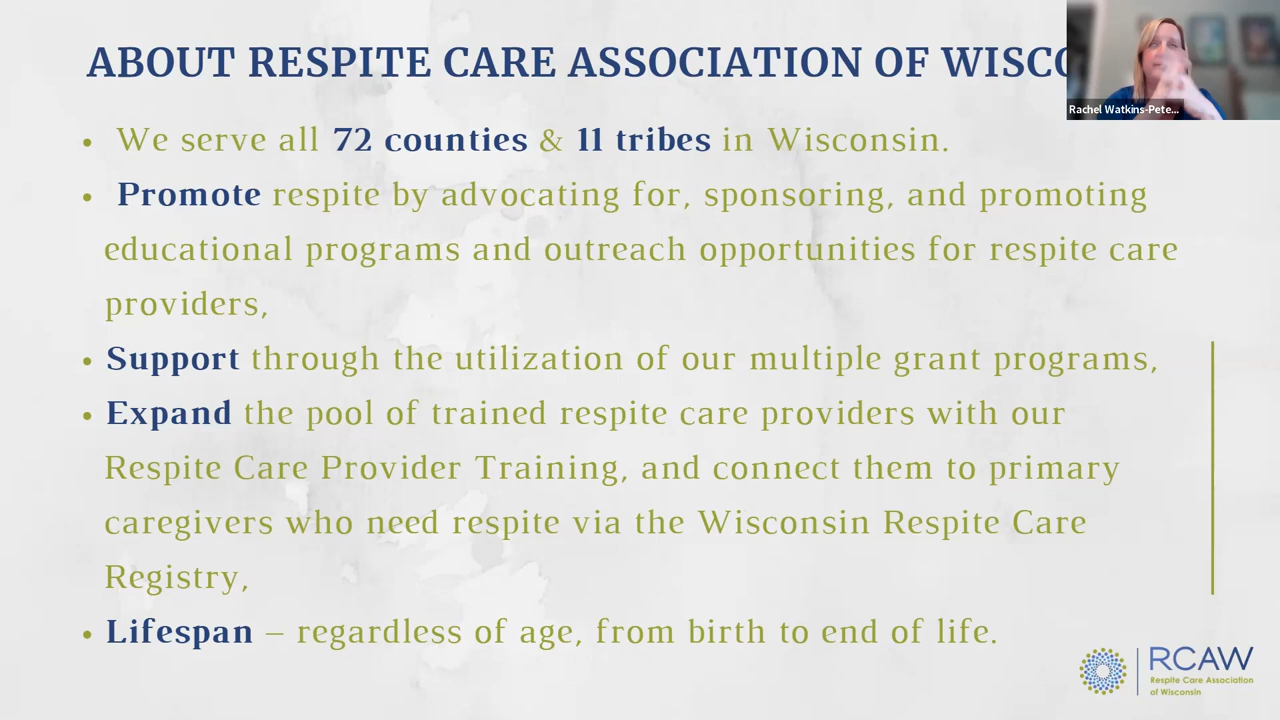 ABOUT RESPITE CARE ASSOCIATION OF WISCO
Rachel Watkins-Pete...
• We serve all 72 counties & 11 tribes in Wisconsin.
• Promote respite by advocating for, sponsoring, and promoting
educational programs and outreach opportunities for respite care
providers,
• Support through the utilization of our multiple grant programs,
• Expand the pool of trained respite care providers with our
Respite Care Provider Training, and connect them to primary
caregivers who need respite via the Wisconsin Respite Care
Registry,
• Lifespan – regardless of age, from birth to end of life.
RCAW
Respite Care Association
of Wisconsin